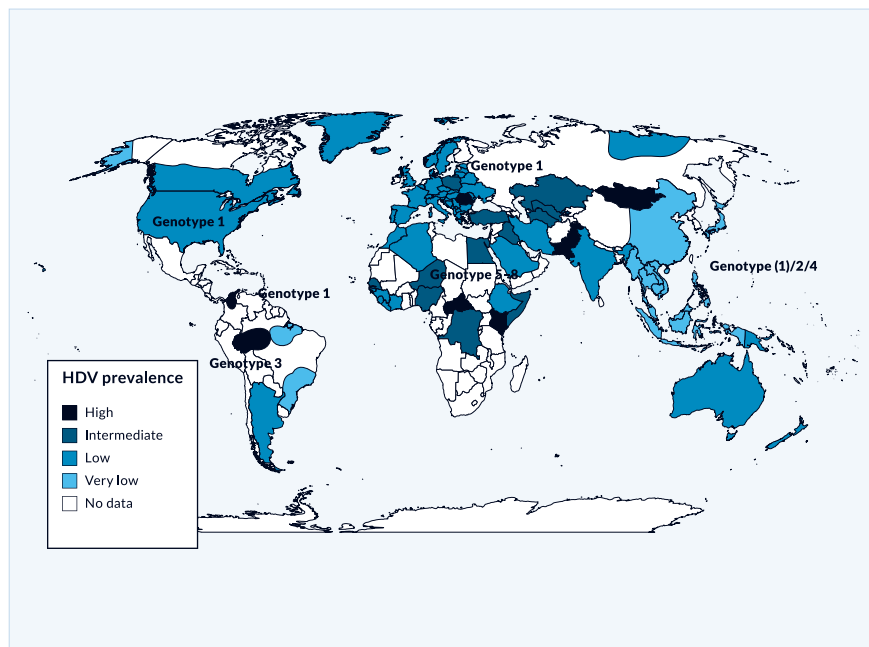 Genotype 1
Genotype 1
Genotype 5–8
Genotype (1)/2/4
Genotype 1
Genotype 3
HDV prevalence
High
Intermediate
Low
Very low
No data